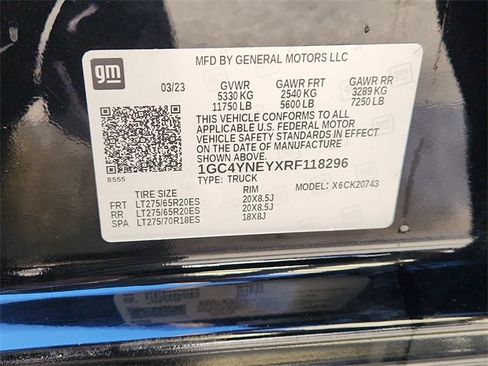 gm
MFD BY GENERAL MOTORS LLC
03/23 GVWR GAWR FRT GAWR RR
5330 KG 2540 KG 3289 KG
11750 LB 5600 LB 7250 LB
THIS VEHICLE CONFORMS TO ALL
APPLICABLE U.S. FEDERAL MOTOR
VEHICLE SAFETY STANDARDS IN EFFECT
ON THE DATE OF MANUFACTURE SHOWN
ABOVE.
1GC4YNEYXRF118296
8555 TYPE: TRUCK MODEL: X6CK20743
TIRE SIZE RIM
FRT LT275/65R20ES 20X8.5J
RR LT275/65R20ES 20X8.5J
SPA LT275/70R18ES 18X8J